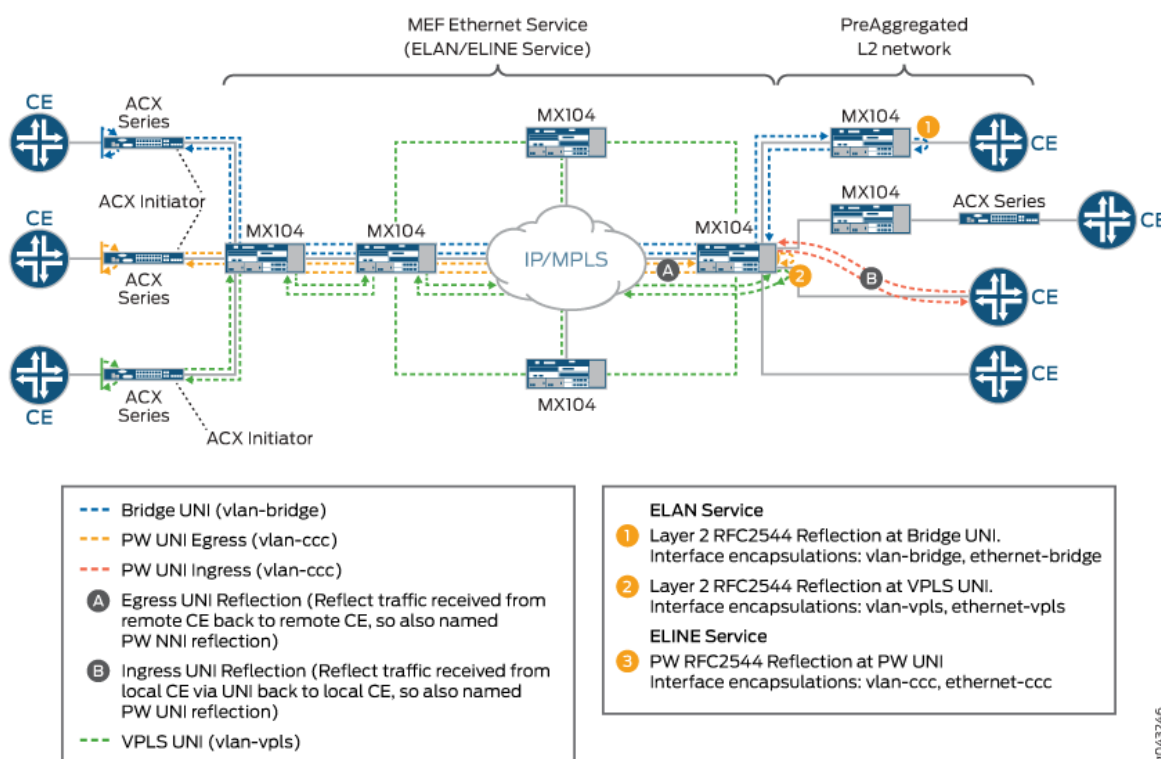 MEF Ethernet Service
(ELAN/ELINE Service)
PreAggregated
L2 network
CE
ACX
Series
MX104
MX104
1
CE
ACX Initiator
MX104
ACX Series
CE
CE
MX104
MX104
IP/MPLS
MX104
A
2
B
CE
ACX
Series
CE
ACX
Series
MX104
CE
ACX Initiator
Bridge UNI (vlan-bridge)
PW UNI Egress (vlan-ccc)
PW UNI Ingress (vlan-ccc)
A Egress UNI Reflection (Reflect traffic received from
remote CE back to remote CE, so also named
PW NNI reflection)
B Ingress UNI Reflection (Reflect traffic received from
local CE via UNI back to local CE, so also named
PW UNI reflection)
VPLS UNI (vlan-vpls)
ELAN Service
1 Layer 2 RFC2544 Reflection at Bridge UNI.
Interface encapsulations: vlan-bridge, ethernet-bridge
2 Layer 2 RFC2544 Reflection at VPLS UNI.
Interface encapsulations: vlan-vpls, ethernet-vpls
ELINE Service
3 PW RFC2544 Reflection at PW UNI
Interface encapsulations: vlan-ccc, ethernet-ccc